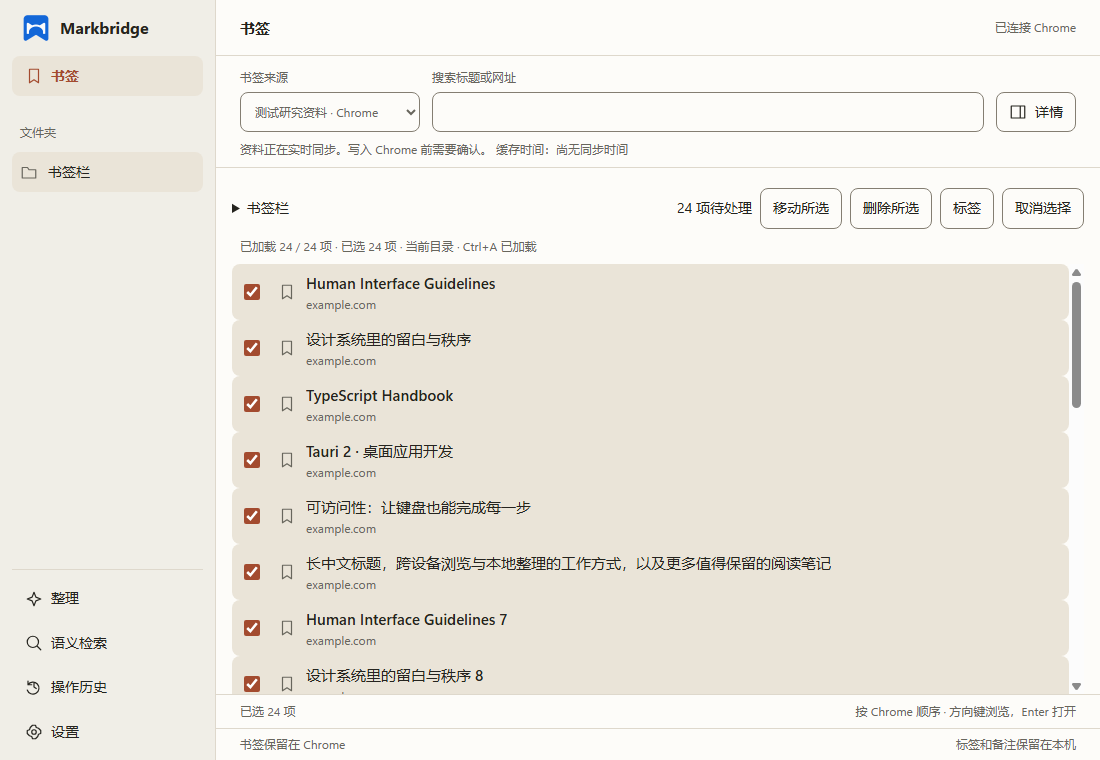 Markbridge
书签
文件夹
书签栏
整理
语义检索
操作历史
设置
书签
已连接 Chrome
书签来源
搜索标题或网址
测试研究资料 · Chrome
详情
资料正在实时同步。写入 Chrome 前需要确认。 缓存时间：尚无同步时间
书签栏
24 项待处理
移动所选
删除所选
标签
取消选择
已加载 24 / 24 项 · 已选 24 项 · 当前目录 · Ctrl+A 已加载
Human Interface Guidelines
example.com
设计系统里的留白与秩序
example.com
TypeScript Handbook
example.com
Tauri 2 · 桌面应用开发
example.com
可访问性：让键盘也能完成每一步
example.com
长中文标题，跨设备浏览与本地整理的工作方式，以及更多值得保留的阅读笔记
example.com
Human Interface Guidelines 7
example.com
设计系统里的留白与秩序 8
已选 24 项
按 Chrome 顺序 · 方向键浏览，Enter 打开
书签保留在 Chrome
标签和备注保留在本机